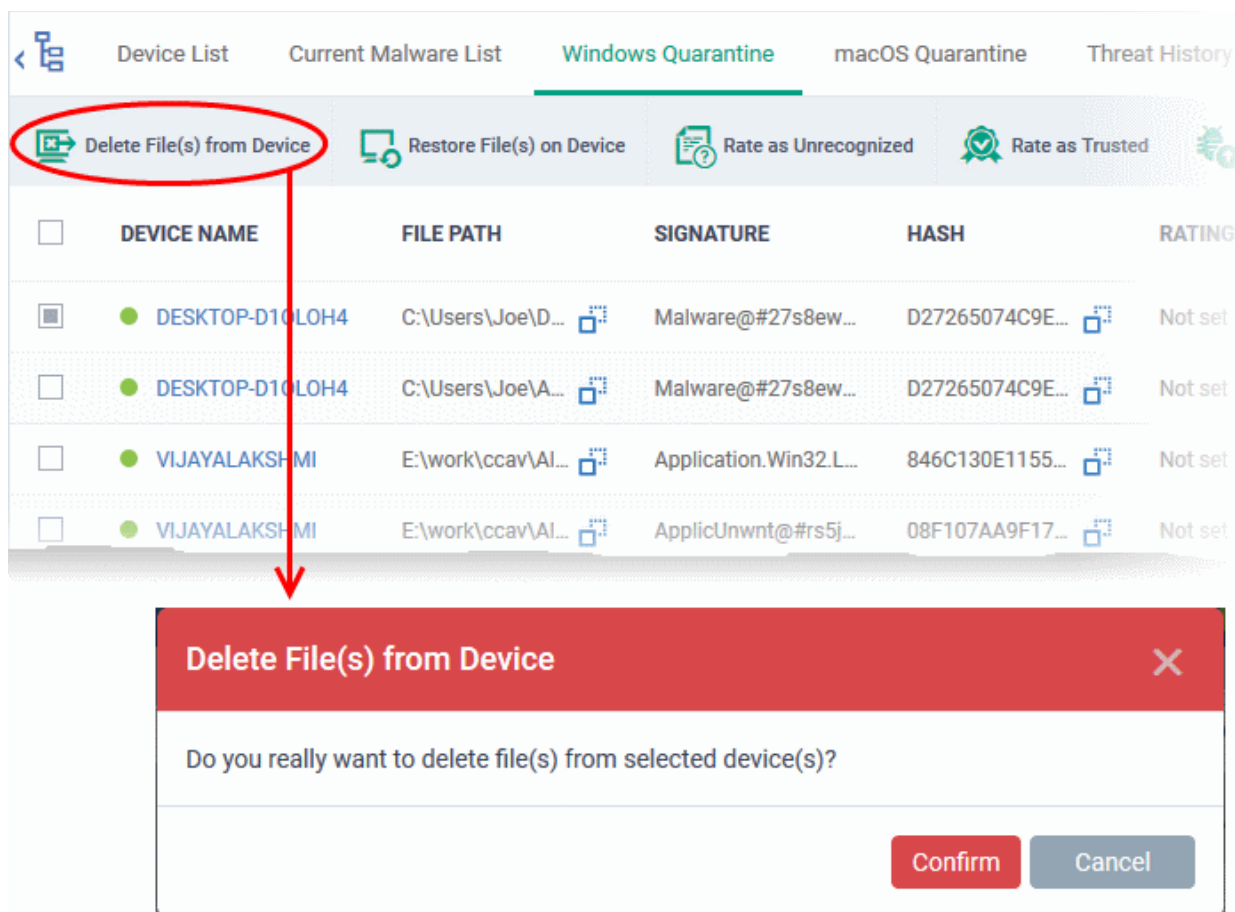 Device List Current Malware List Windows Quarantine macOS Quarantine Threat History
Delete File(s) from Device Restore File(s) on Device Rate as Unrecognized Rate as Trusted
DEVICE NAME FILE PATH SIGNATURE HASH RATING
DESKTOP-D1OLOH4 C:\Users\Joe\D... Malware@#27s8ew... D27265074C9E... Not set
DESKTOP-D1OLOH4 C:\Users\Joe\A... Malware@#27s8ew... D27265074C9E... Not set
VIJAYALAKSHMI E:\work\ccav\Al... Application.Win32.L... 846C130E1155... Not set
VIJAYALAKSHMI E:\work\ccav\Al... ApplicUnwnt@#rs5j... 08F107AA9F17... Not set
Delete File(s) from Device
Do you really want to delete file(s) from selected device(s)?
Confirm Cancel